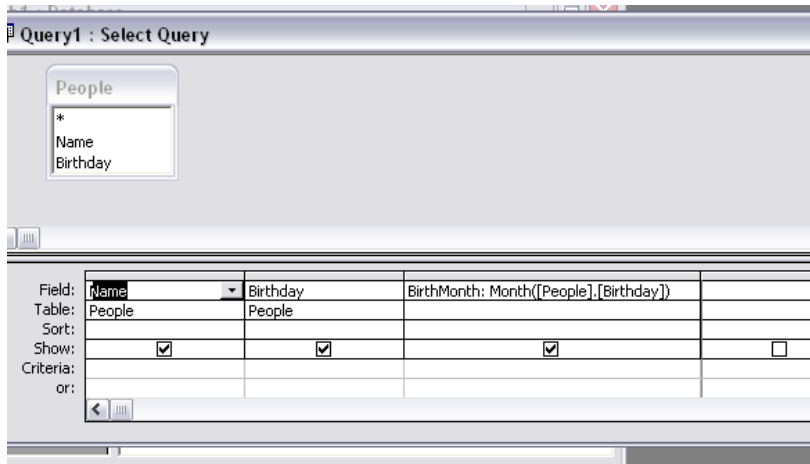 Query1 : Select Query
People
*
Name
Birthday
Field: Name Birthday BirthMonth: Month([People].[Birthday])
Table: People People
Sort:
Show:
Criteria:
or: